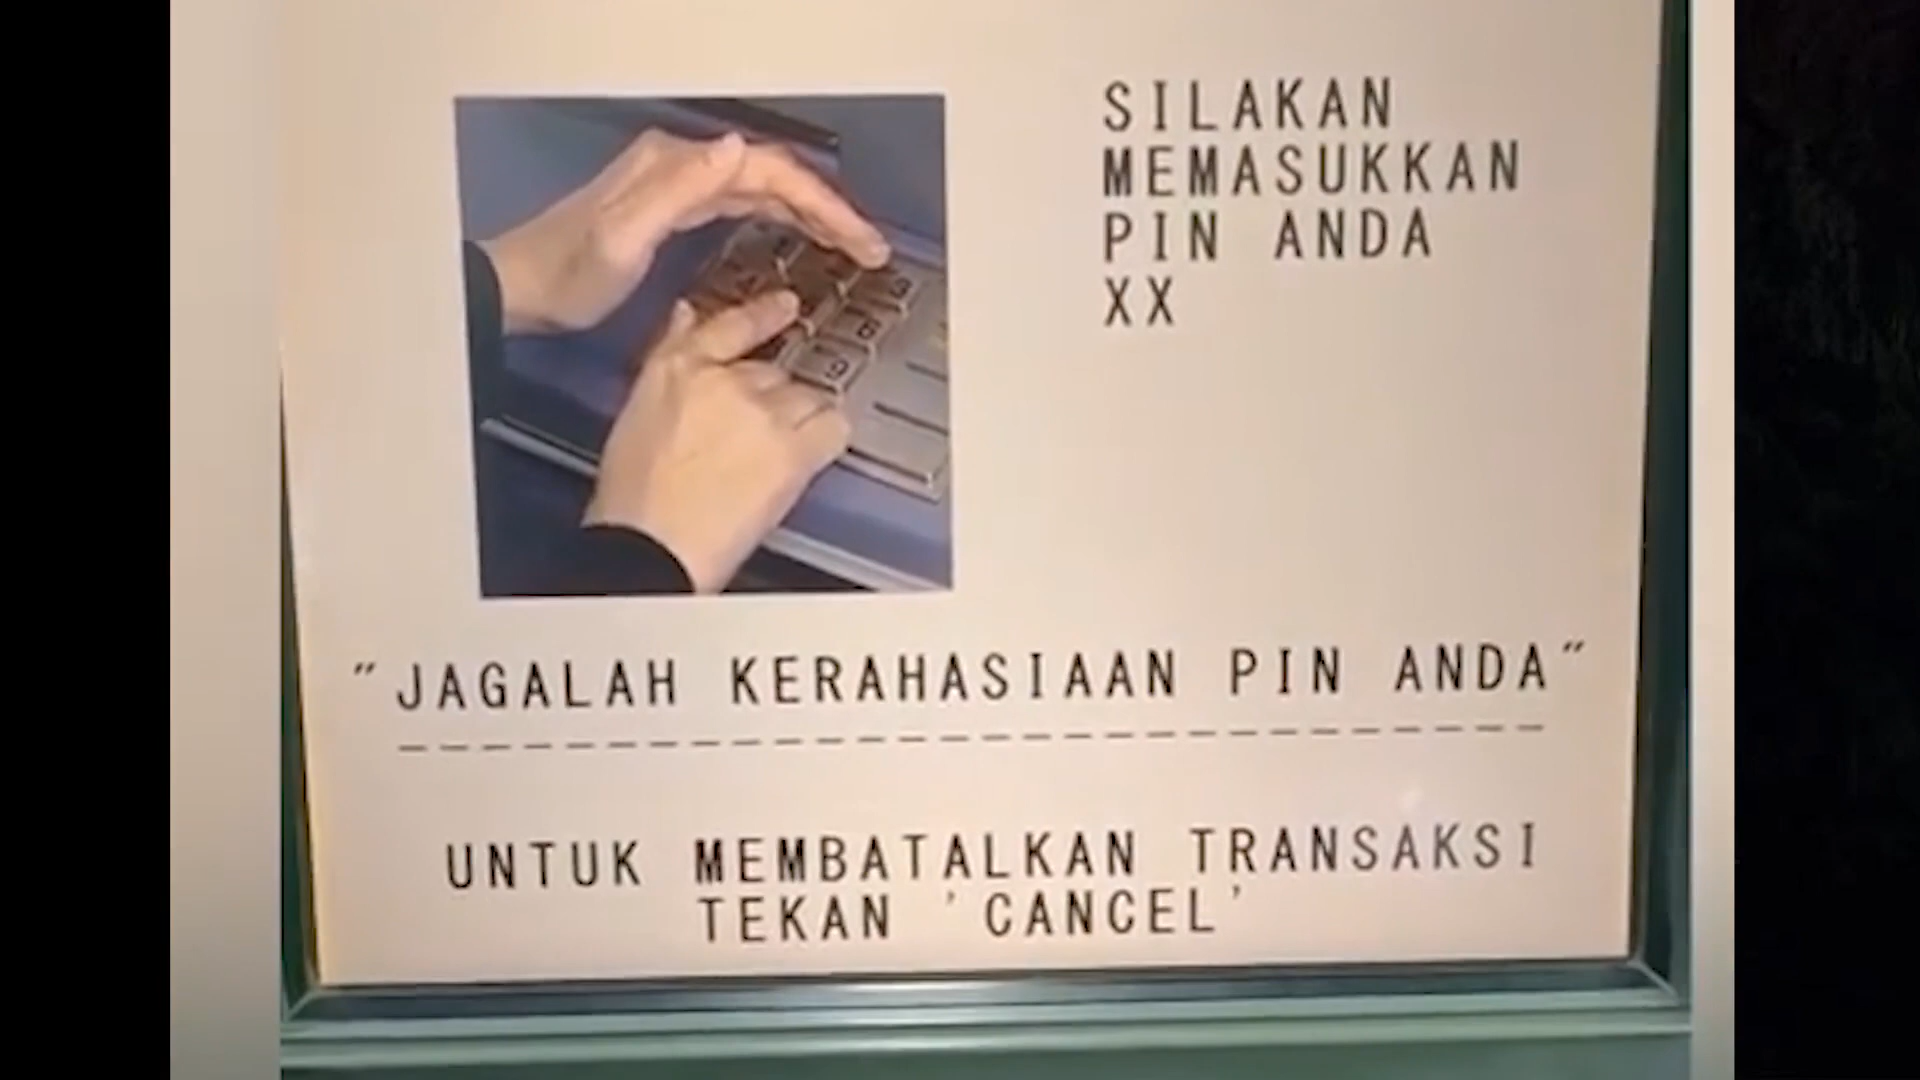 SILAKAN
MEMASUKKAN
PIN ANDA
XX
"JAGALAH KERAHASIAAN PIN ANDA"
----------------------------
UNTUK MEMBATALKAN TRANSAKSI
TEKAN 'CANCEL'